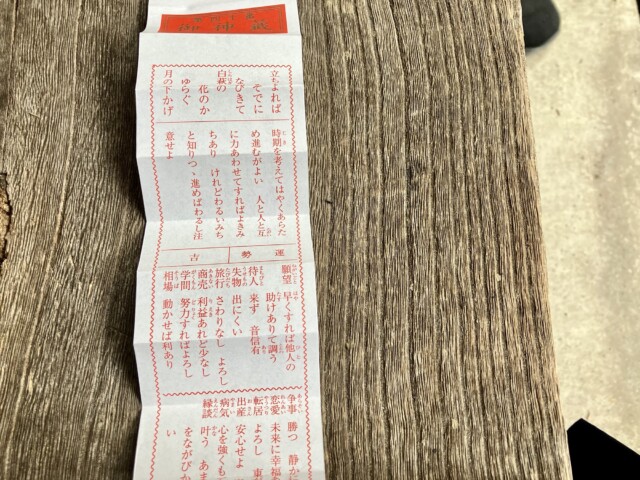 立ちよれば
そでに
なびきて
白萩の
花のか
ゆらぐ
月の下かげ
時期を考えてはやくあらた
め進むがよい 人と人と互
に力あわせてすればよきみ
ちあり けれどわるいみち
と知りつゝ進めばわるし注
意せよ
運勢 吉
願望 早くすれば他人の
助けありて調う
待人 来ず 音信有
失物 出にくい
旅行 さわりなし よろし
商売 利益あれど少なし
学問 努力すればよろし
相場 動かせば利あり
争事 勝つ 静か
恋愛 未来に幸福
転居 よろし 東
出産 安心せよ
病気 心を強くも
縁談 叶う あま
をながびか
い